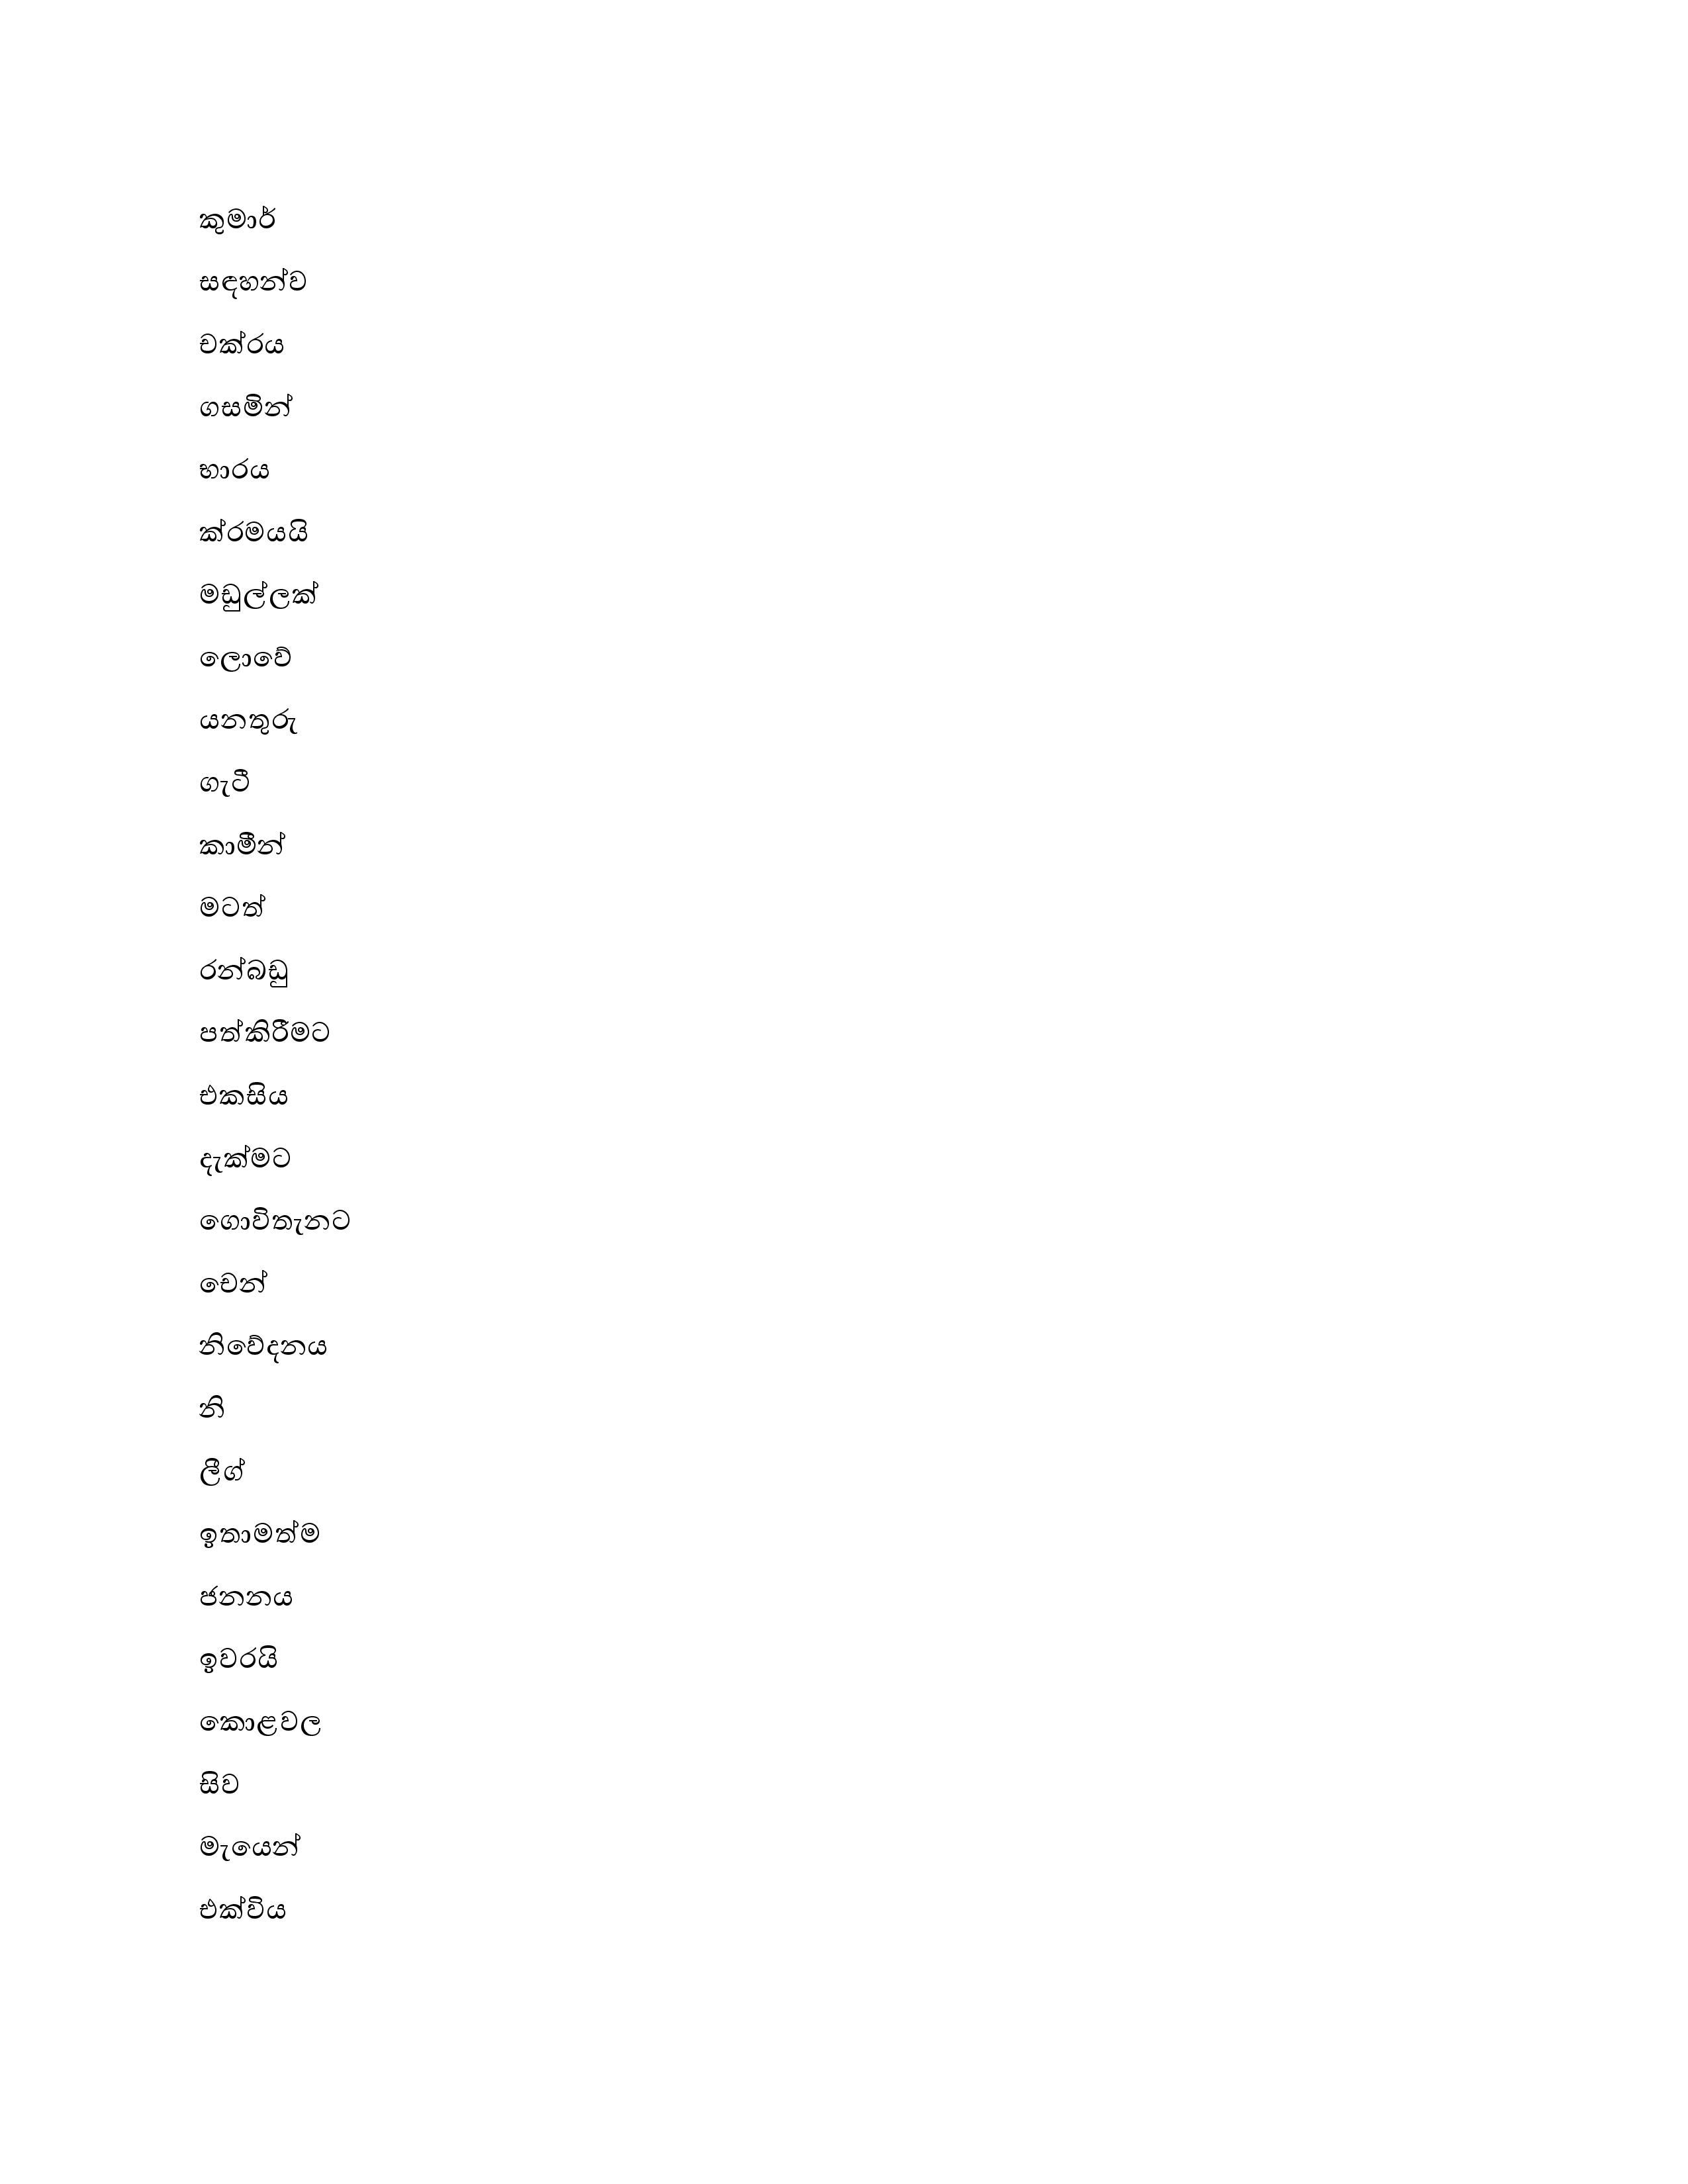 කුමාර්
සඳහන්ව
චක්රය
ගසමින්
භාරය
ක්රමයයි
මඩුල්ලක්
ලොවේ
යනතුරු
ගැටී
කාමීන්
මටත්
රන්බඩු
පත්කිරීමට
එකසිය
දැක්මට
ගොවිතැනට
චෙන්
නිවේදනය
නි
ලීග්
ඉතාමත්ම
ජනනය
ඉවරයි
කොළවල
සිව
මැයෙන්
එක්විය